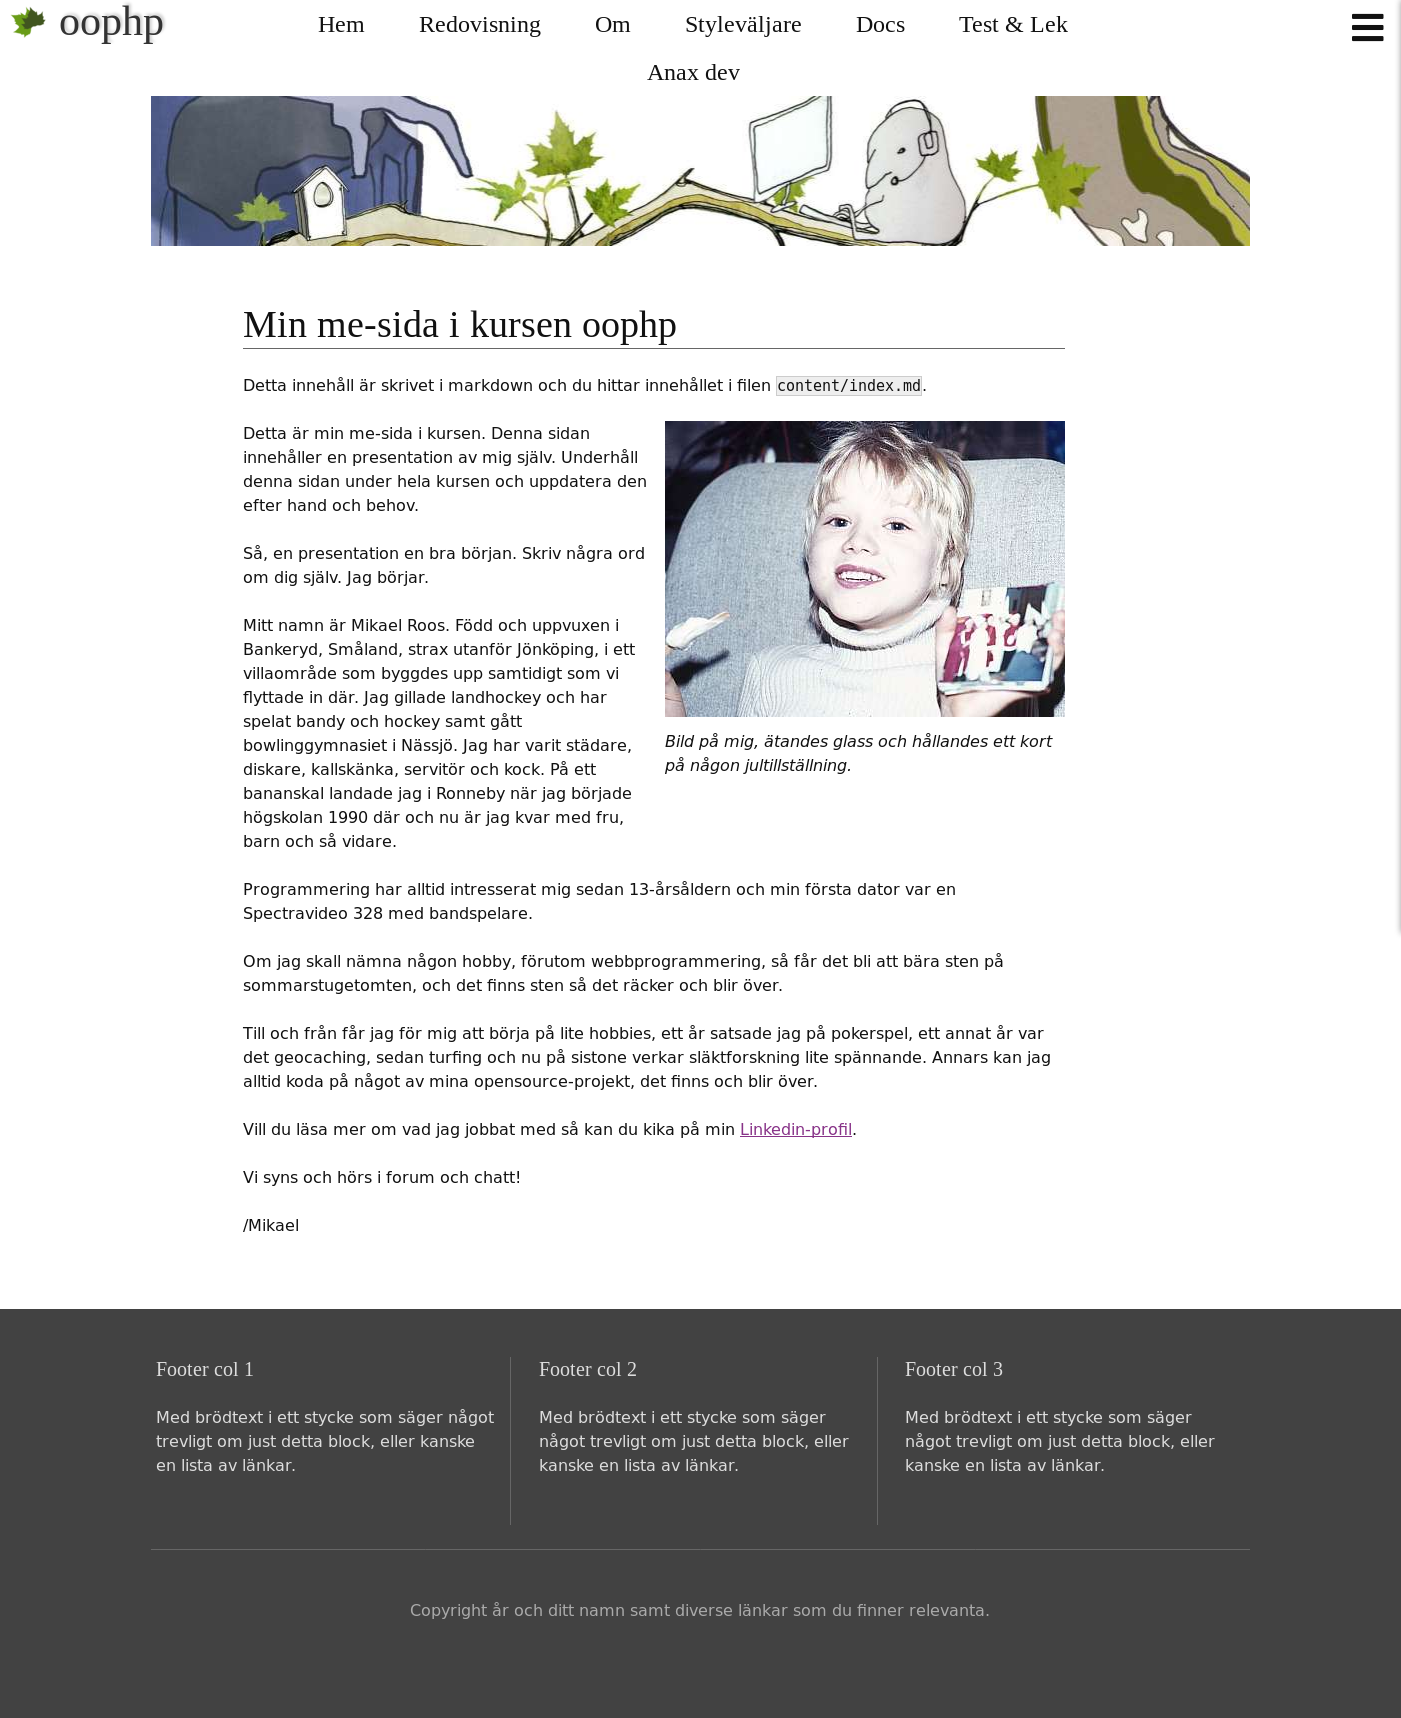 oophp
Hem Redovisning Om Styleväljare Docs Test & Lek
Anax dev
Min me-sida i kursen oophp
Detta innehåll är skrivet i markdown och du hittar innehållet i filen content/index.md.
Detta är min me-sida i kursen. Denna sidan
innehåller en presentation av mig själv. Underhåll
denna sidan under hela kursen och uppdatera den
efter hand och behov.
Så, en presentation en bra början. Skriv några ord
om dig själv. Jag börjar.
Mitt namn är Mikael Roos. Född och uppvuxen i
Bankeryd, Småland, strax utanför Jönköping, i ett
villaområde som byggdes upp samtidigt som vi
flyttade in där. Jag gillade landhockey och har
spelat bandy och hockey samt gått
bowlinggymnasiet i Nässjö. Jag har varit städare,
diskare, kallskänka, servitör och kock. På ett
bananskal landade jag i Ronneby när jag började
högskolan 1990 där och nu är jag kvar med fru,
barn och så vidare.
Bild på mig, ätandes glass och hållandes ett kort
på någon jultillställning.
Programmering har alltid intresserat mig sedan 13-årsåldern och min första dator var en
Spectravideo 328 med bandspelare.
Om jag skall nämna någon hobby, förutom webbprogrammering, så får det bli att bära sten på
sommarstugetomten, och det finns sten så det räcker och blir över.
Till och från får jag för mig att börja på lite hobbies, ett år satsade jag på pokerspel, ett annat år var
det geocaching, sedan turfing och nu på sistone verkar släktforskning lite spännande. Annars kan jag
alltid koda på något av mina opensource-projekt, det finns och blir över.
Vill du läsa mer om vad jag jobbat med så kan du kika på min Linkedin-profil.
Vi syns och hörs i forum och chatt!
/Mikael
Footer col 1
Med brödtext i ett stycke som säger något
trevligt om just detta block, eller kanske
en lista av länkar.
Footer col 2
Med brödtext i ett stycke som säger
något trevligt om just detta block, eller
kanske en lista av länkar.
Footer col 3
Med brödtext i ett stycke som säger
något trevligt om just detta block, eller
kanske en lista av länkar.
Copyright år och ditt namn samt diverse länkar som du finner relevanta.